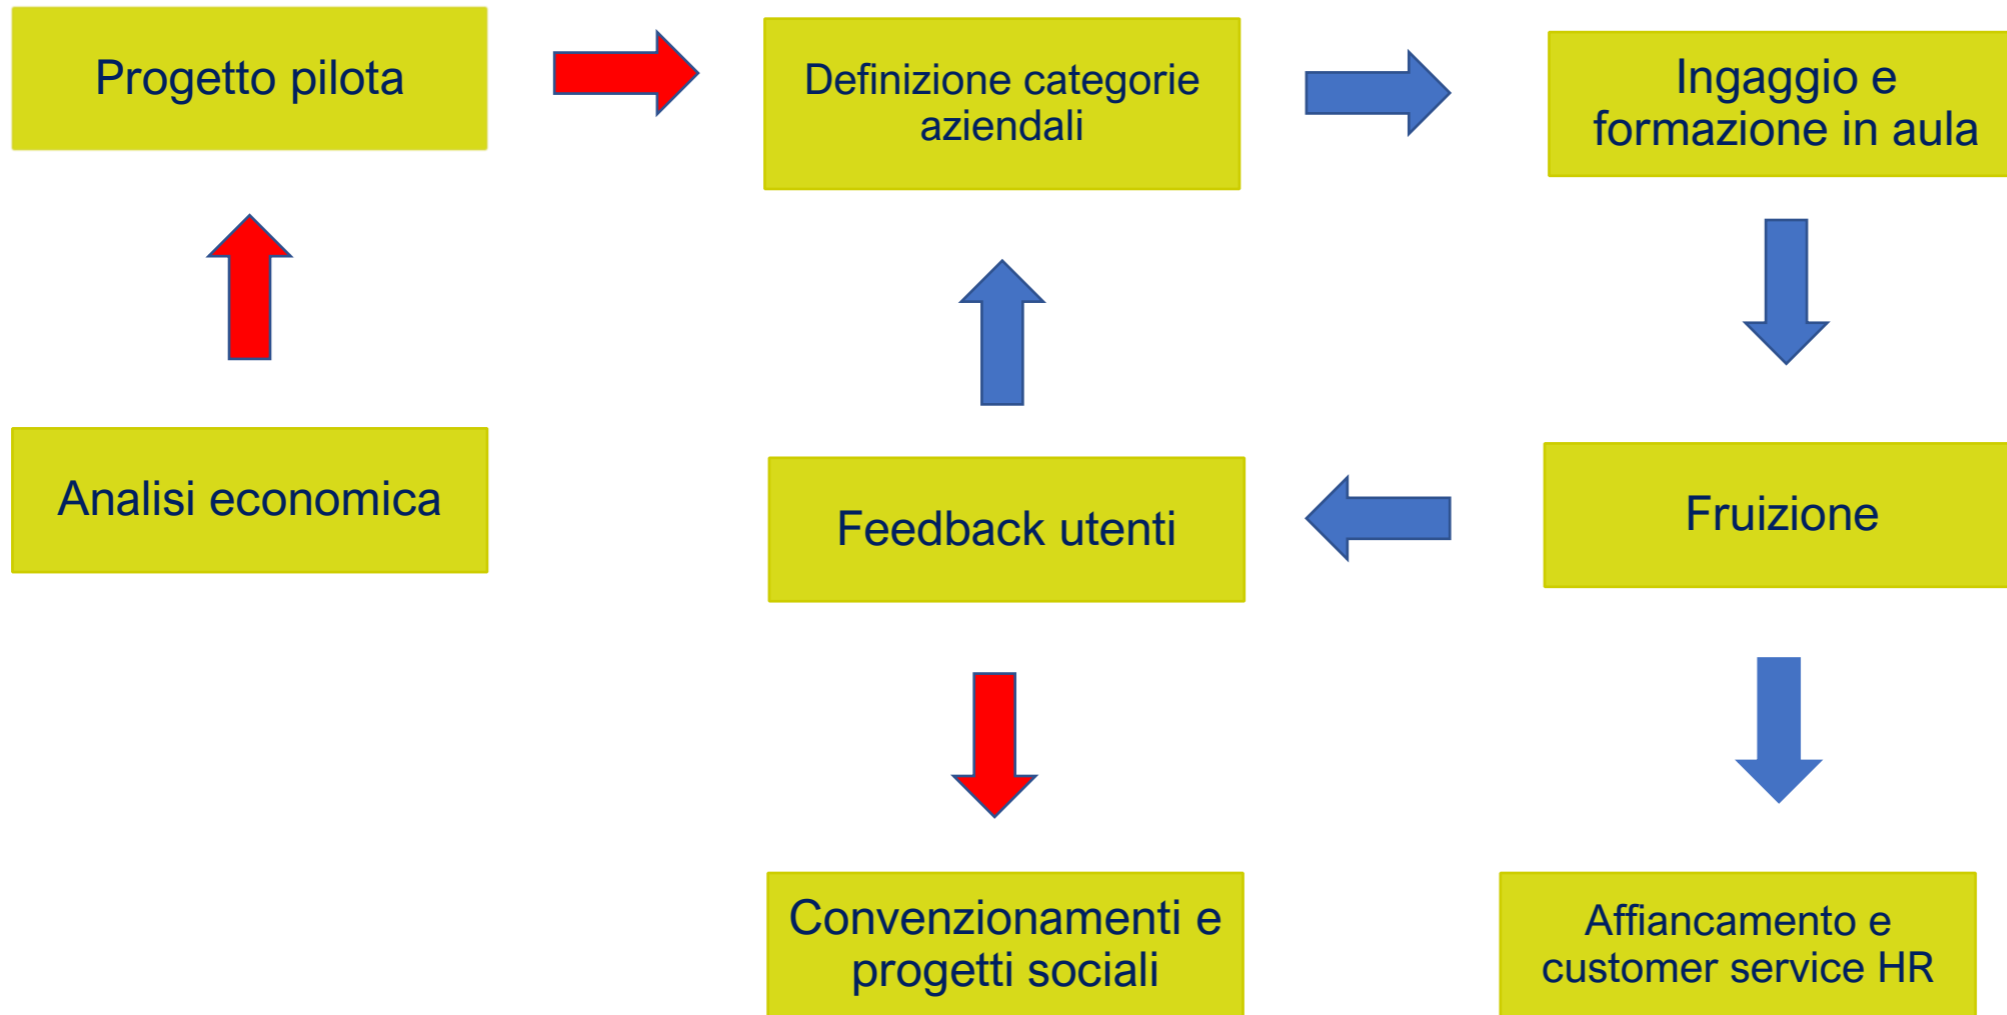 Progetto pilota
Definizione categorie
aziendali
Ingaggio e
formazione in aula
Analisi economica
Feedback utenti
Fruizione
Convenzionamenti e
progetti sociali
Affiancamento e
customer service HR